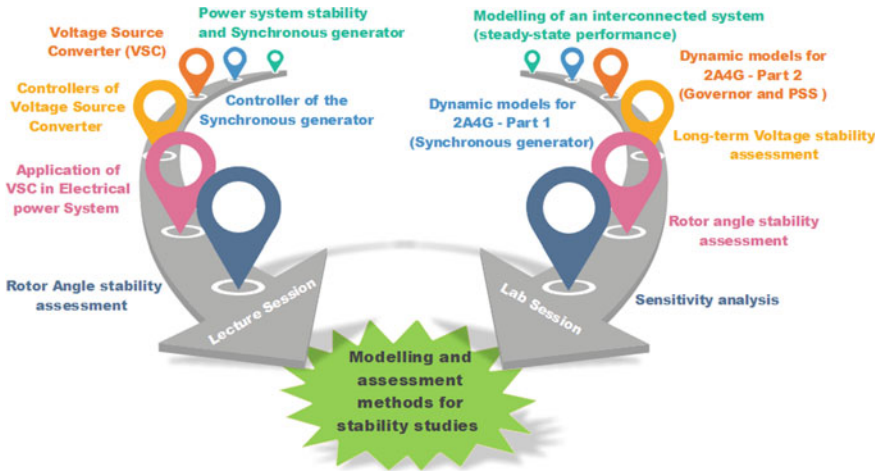 Power system stability
and Synchronous generator
Voltage Source
Converter (VSC)
Controllers of
Voltage Source
Converter
Controller of the
Synchronous generator
Application of
VSC in Electrical
power System
Rotor Angle stability
assessment
Lecture Session
Modelling of an interconnected system
(steady-state performance)
Dynamic models for
2A4G - Part 2
(Governor and PSS )
Dynamic models for
2A4G - Part 1
(Synchronous generator)
Long-term Voltage stability
assessment
Rotor angle stability
assessment
Sensitivity analysis
Lab Session
Modelling and
assessment
methods for
stability studies